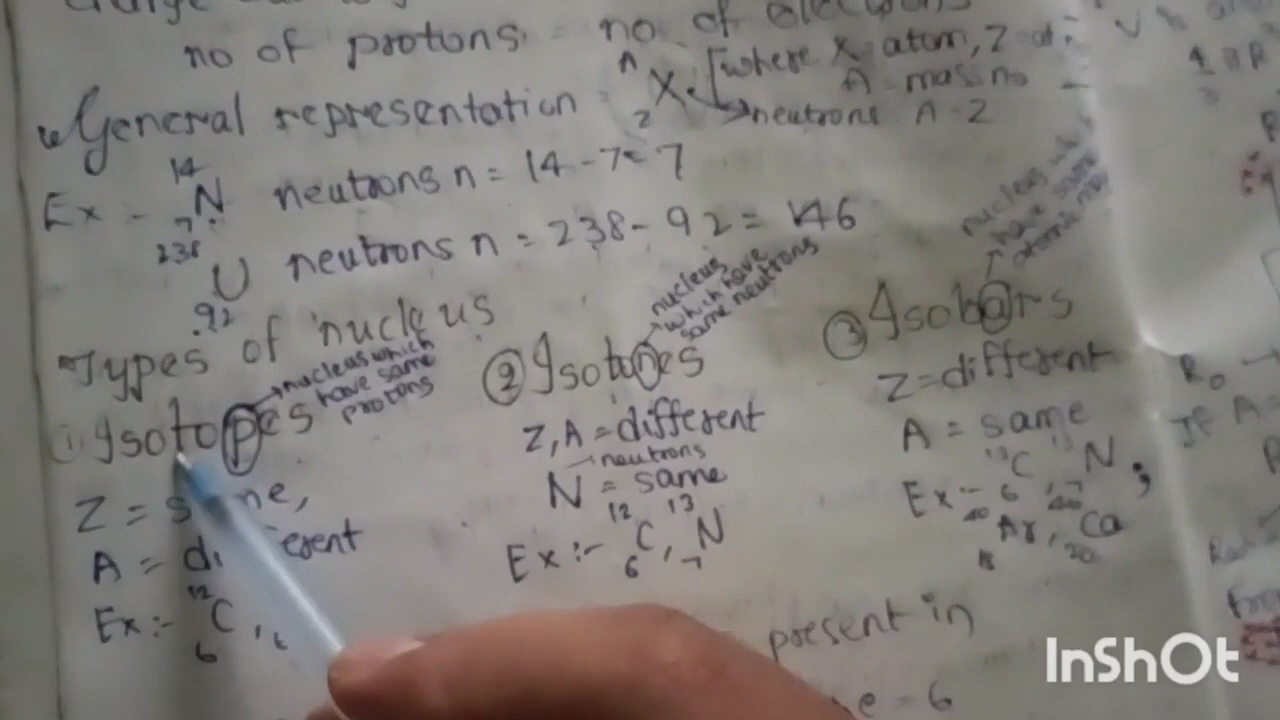 no of protons = no of electrons
General representation = A X [where X = atom, Z = at
Z A = mass no
→ neutrons A - Z
Ex - 14 N neutrons n = 14 - 7 = 7
7
238 U neutrons n = 238 - 92 = 146
92
Types of nucleus
① Isotopes → nucleus which have same protons
Z = same,
A = different
Ex :- 12 C,
6
② Isotones → nucleus which have same neutrons
Z, A = different
→ neutrons
N = same
Ex :- 12 C, 13 N
6 7
③ Isobars → nucleus
have same
Z = different
A = same
Ex :- 13 C, 13 N ;
6 7
40 Ar, 40 Ca
18 20
present in
- 6
R₀ →
If A =
InShOt